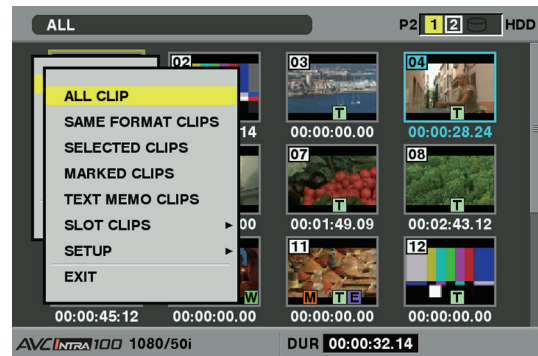 ALL
P2 1 2 HDD
02
03
04
ALL CLIP
SAME FORMAT CLIPS
SELECTED CLIPS
MARKED CLIPS
TEXT MEMO CLIPS
SLOT CLIPS
SETUP
EXIT
T
T
14
00:00:00.00
00:00:28.24
07
08
T
T
00
00:01:49.09
00:02:43.12
11
12
W
M T E
T
00:00:45:12
00:00:00.00
00:00:00.00
00:00:00.00
AVC INTRA 100 1080/50i
DUR 00:00:32.14